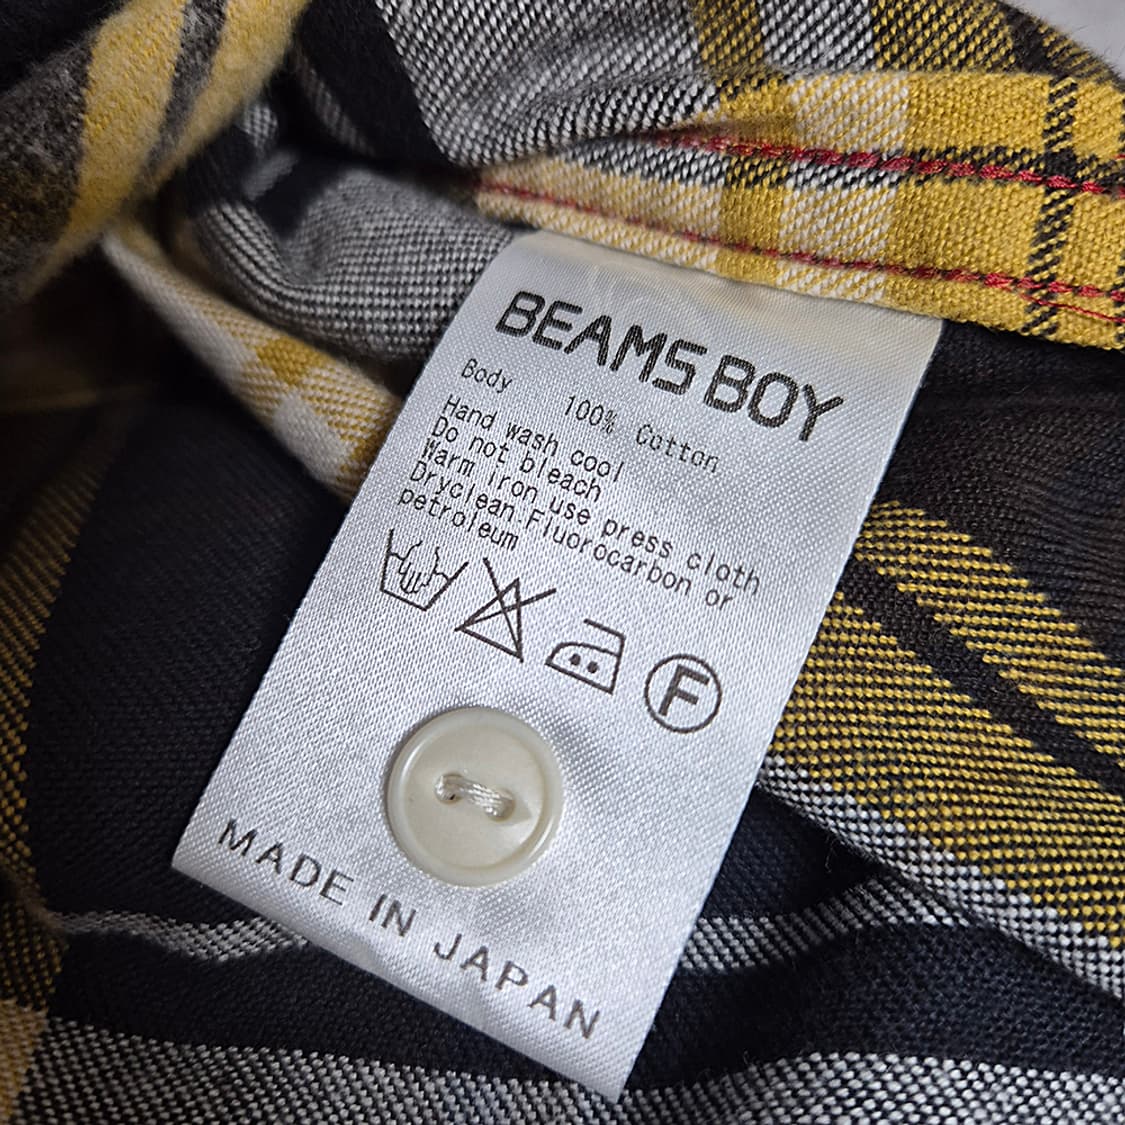 BEAMS BOY
Body 100% Cotton
Hand wash cool
Do not bleach
Warm iron use press cloth
Dryclean.Fluorocarbon or
petroleum
F
MADE IN JAPAN